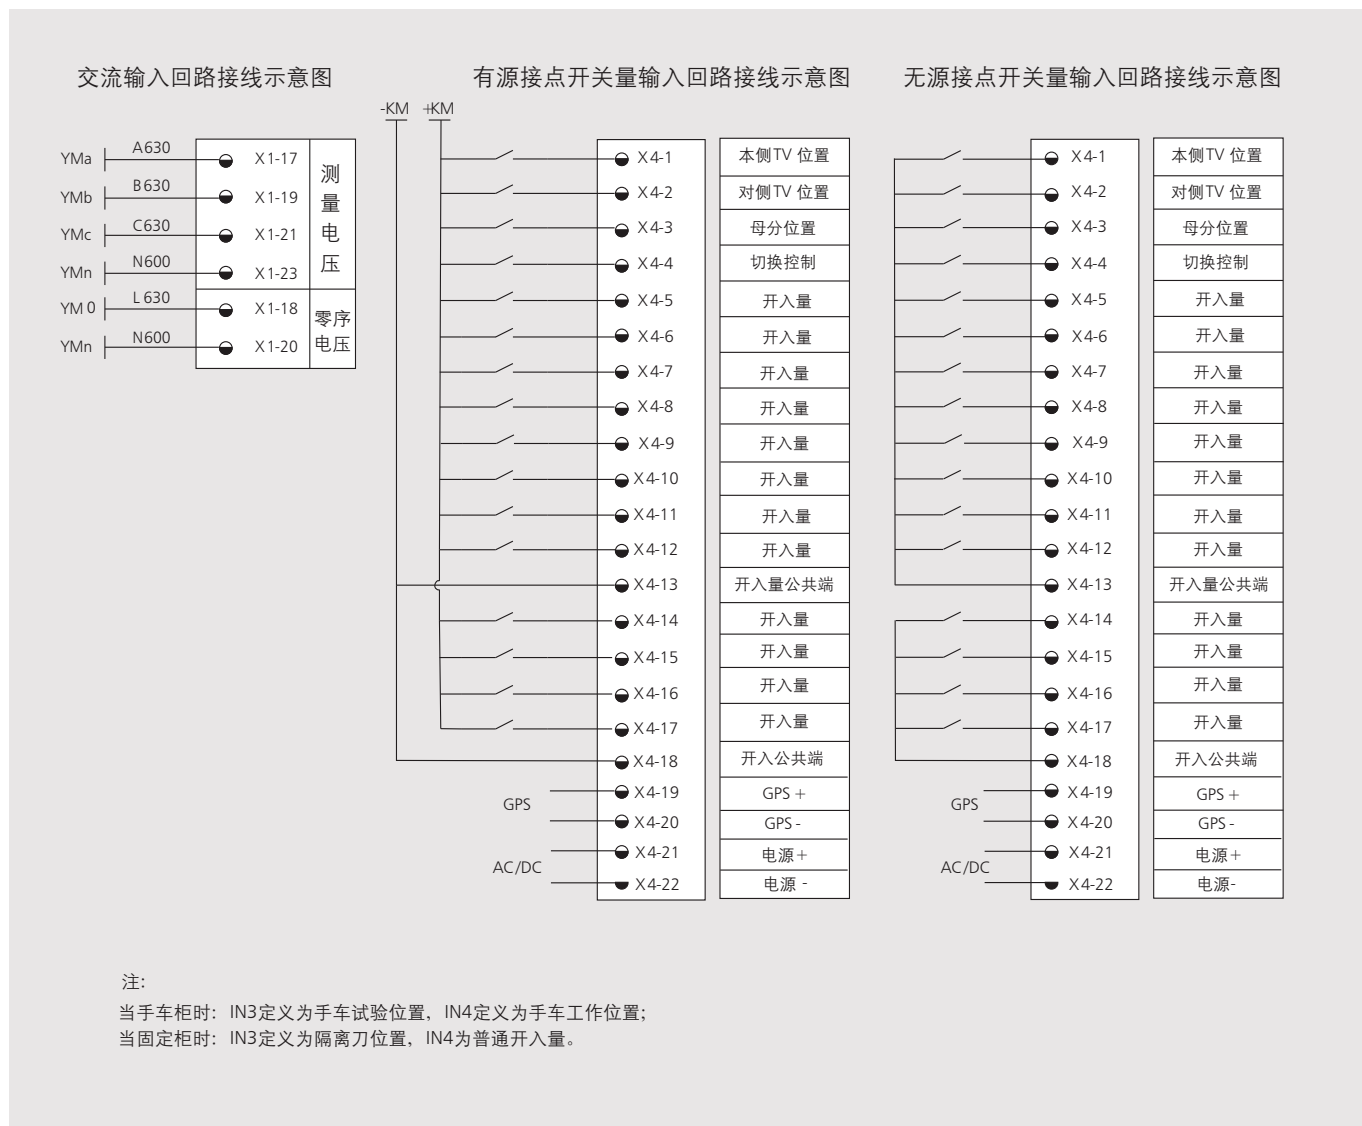 交流输入回路接线示意图
YMa A630 X1-17
YMb B630 X1-19
YMc C630 X1-21
YMn N600 X1-23
测量电压
YM0 L630 X1-18
YMn N600 X1-20
零序
电压
有源接点开关量输入回路接线示意图
-KM +KM
X4-1 本侧TV 位置
X4-2 对侧TV 位置
X4-3 母分位置
X4-4 切换控制
X4-5 开入量
X4-6 开入量
X4-7 开入量
X4-8 开入量
X4-9 开入量
X4-10 开入量
X4-11 开入量
X4-12 开入量
X4-13 开入量公共端
X4-14 开入量
X4-15 开入量
X4-16 开入量
X4-17 开入量
X4-18 开入公共端
GPS
X4-19 GPS +
X4-20 GPS -
AC/DC
X4-21 电源+
X4-22 电源 -
无源接点开关量输入回路接线示意图
X4-1 本侧TV 位置
X4-2 对侧TV 位置
X4-3 母分位置
X4-4 切换控制
X4-5 开入量
X4-6 开入量
X4-7 开入量
X4-8 开入量
X4-9 开入量
X4-10 开入量
X4-11 开入量
X4-12 开入量
X4-13 开入量公共端
X4-14 开入量
X4-15 开入量
X4-16 开入量
X4-17 开入量
X4-18 开入公共端
GPS
X4-19 GPS +
X4-20 GPS -
AC/DC
X4-21 电源+
X4-22 电源-
注:
当手车柜时: IN3定义为手车试验位置, IN4定义为手车工作位置;
当固定柜时: IN3定义为隔离刀位置, IN4为普通开入量。